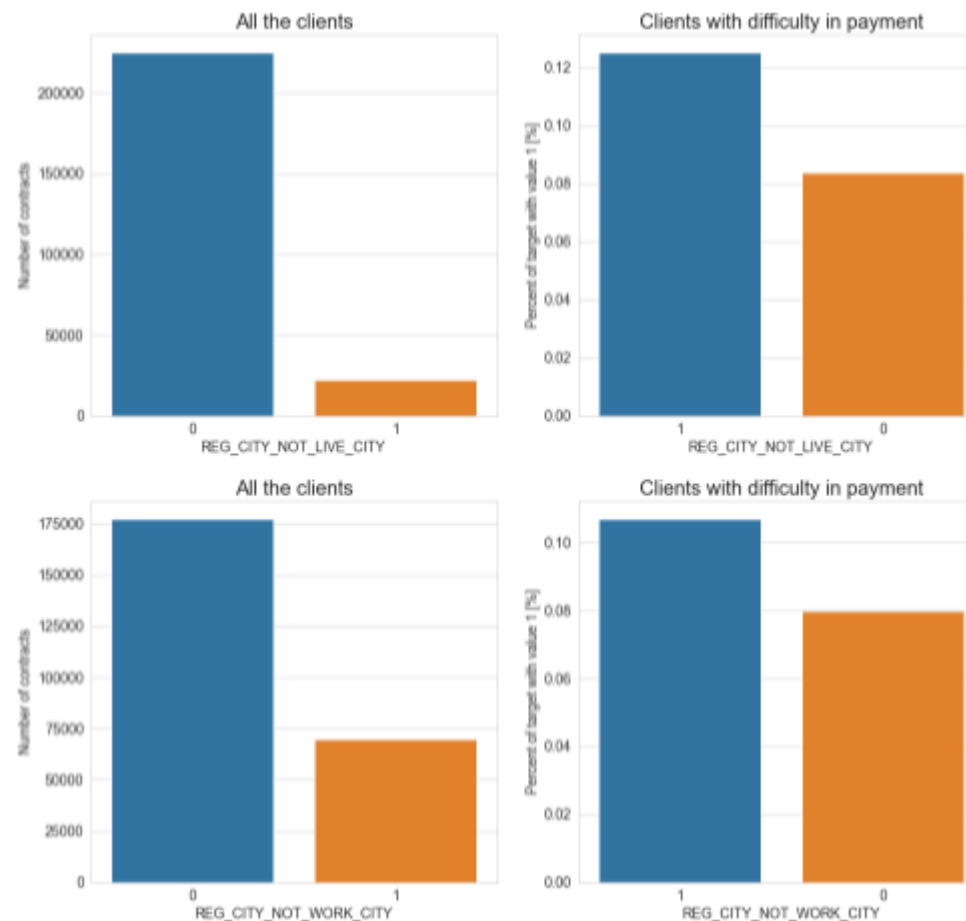 All the clients
Number of contracts
200000
150000
100000
50000
0
0 1
REG_CITY_NOT_LIVE_CITY
Clients with difficulty in payment
Percent of target with value 1 [%]
0.12
0.10
0.08
0.06
0.04
0.02
0.00
1 0
REG_CITY_NOT_LIVE_CITY
All the clients
Number of contracts
175000
150000
125000
100000
75000
50000
25000
0
0 1
REG_CITY_NOT_WORK_CITY
Clients with difficulty in payment
Percent of target with value 1 [%]
0.10
0.08
0.06
0.04
0.02
0.00
1 0
REG_CITY_NOT_WORK_CITY